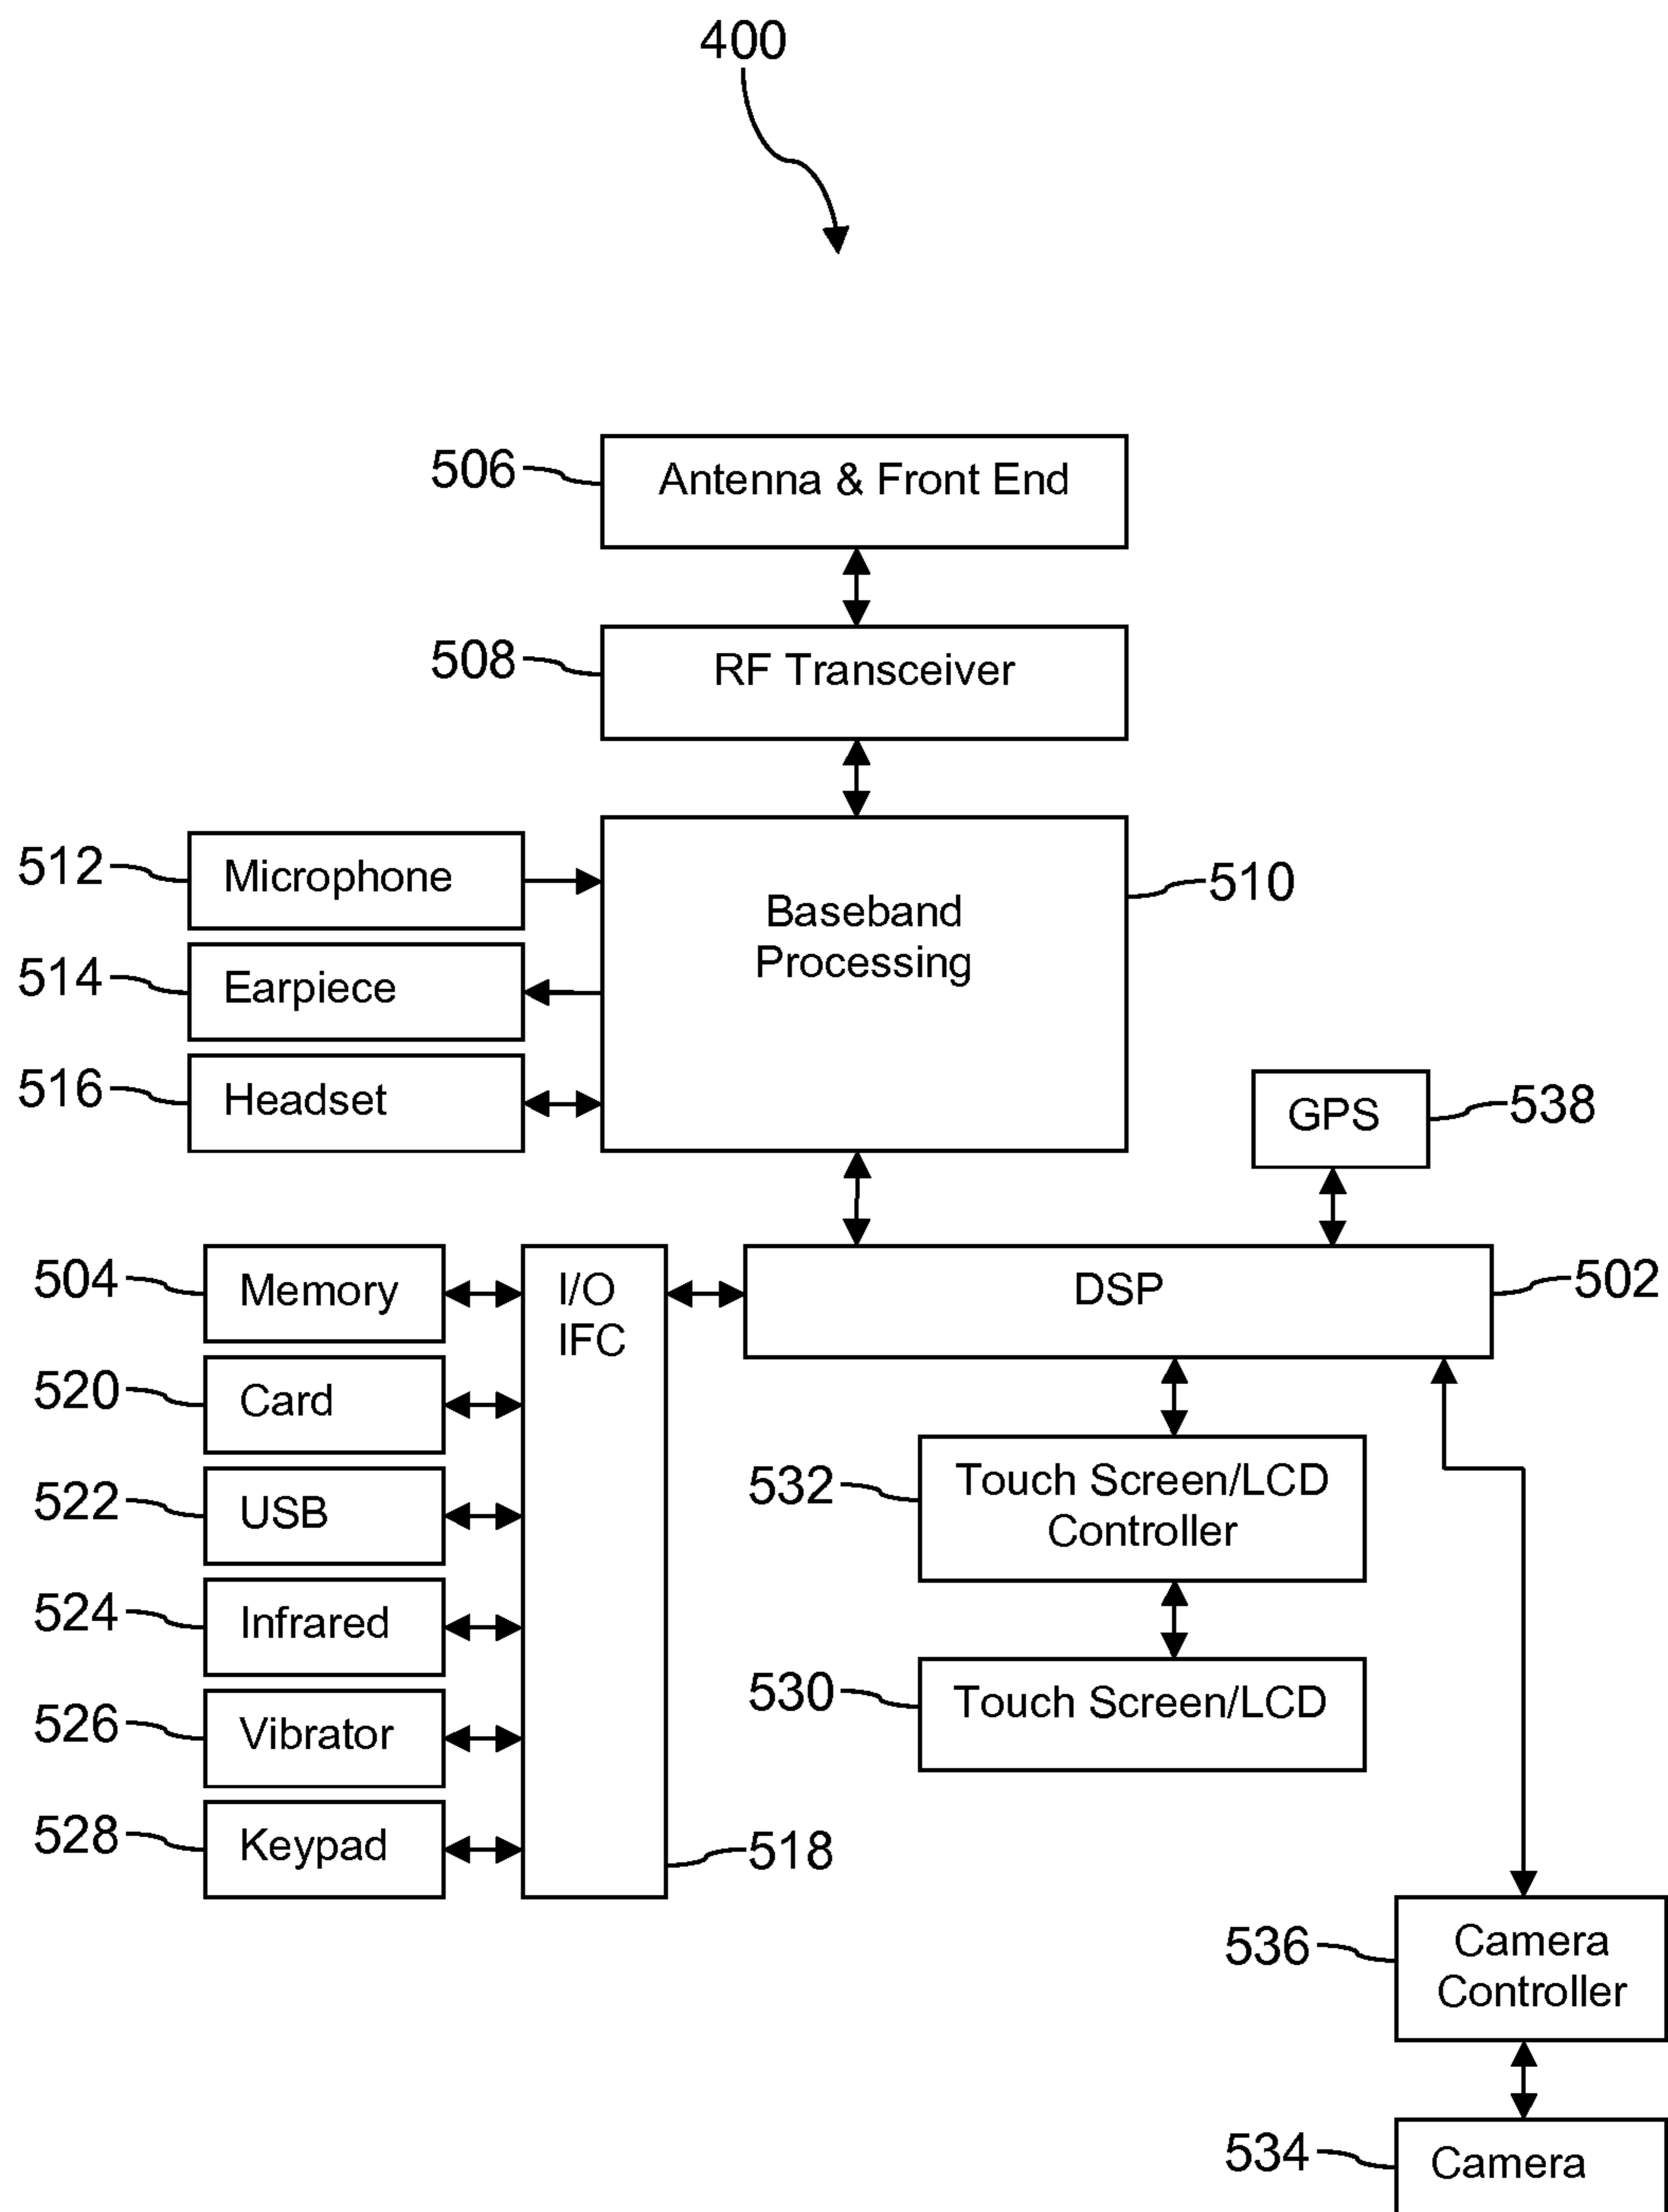 400
506
Antenna & Front End
508
RF Transceiver
512
Microphone
Baseband
Processing
510
514
Earpiece
516
Headset
GPS
538
504
Memory
I/O
IFC
DSP
502
520
Card
522
USB
532
Touch Screen/LCD
Controller
524
Infrared
530
Touch Screen/LCD
526
Vibrator
528
Keypad
518
536
Camera
Controller
534
Camera